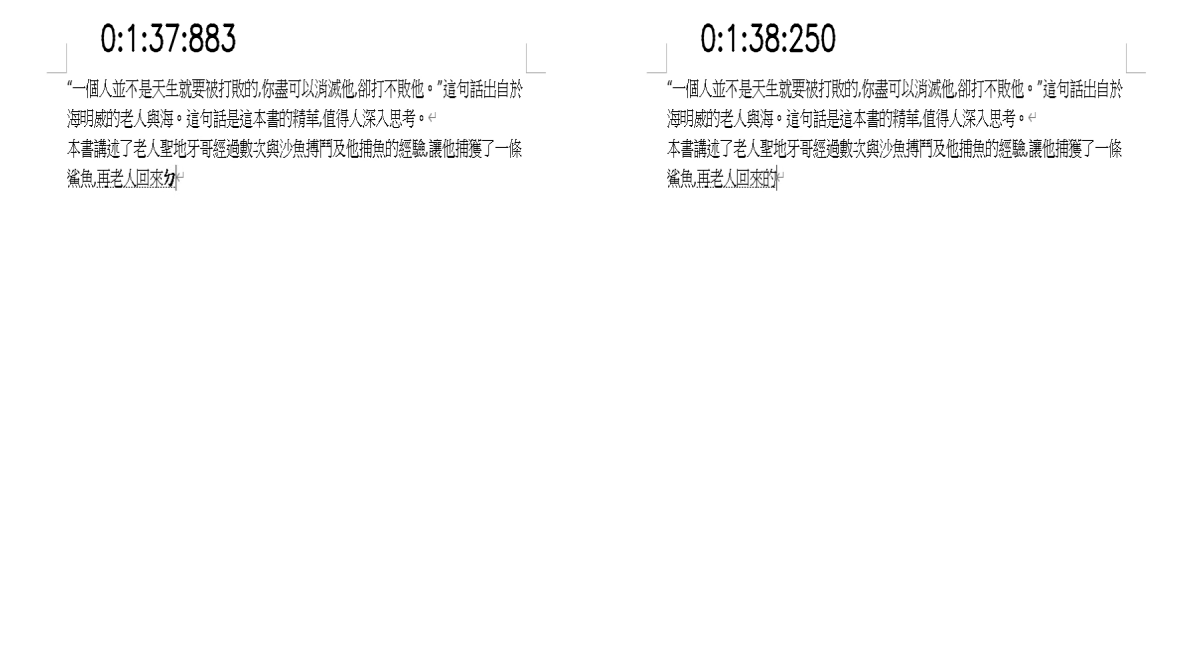 0:1:37:883
“一個人並不是天生就要被打敗的,你盡可以消滅他,卻打不敗他。”這句話出自於
海明威的老人與海。這句話是這本書的精華,值得人深入思考。
本書講述了老人聖地牙哥經過數次與沙魚搏鬥及他捕魚的經驗,讓他捕獲了一條
鯊魚,再老人回來ㄉ
0:1:38:250
“一個人並不是天生就要被打敗的,你盡可以消滅他,卻打不敗他。”這句話出自於
海明威的老人與海。這句話是這本書的精華,值得人深入思考。
本書講述了老人聖地牙哥經過數次與沙魚搏鬥及他捕魚的經驗,讓他捕獲了一條
鯊魚,再老人回來的